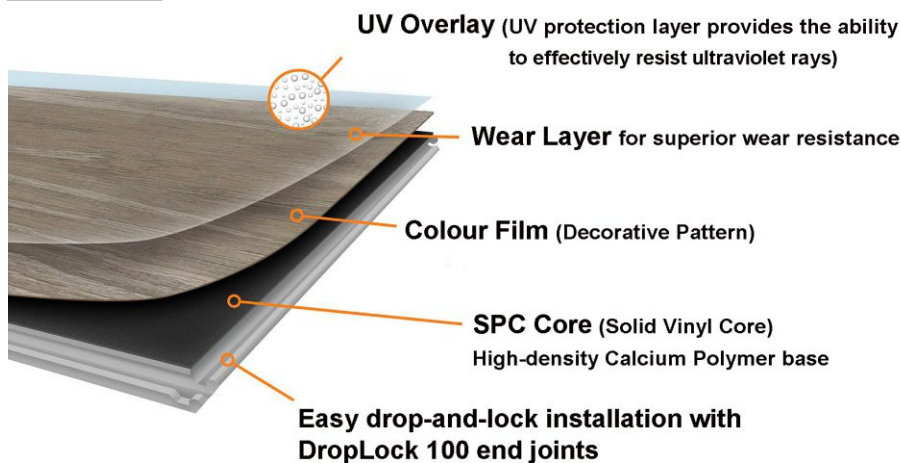 UV Overlay (UV protection layer provides the ability
to effectively resist ultraviolet rays)
Wear Layer for superior wear resistance
Colour Film (Decorative Pattern)
SPC Core (Solid Vinyl Core)
High-density Calcium Polymer base
Easy drop-and-lock installation with
DropLock 100 end joints